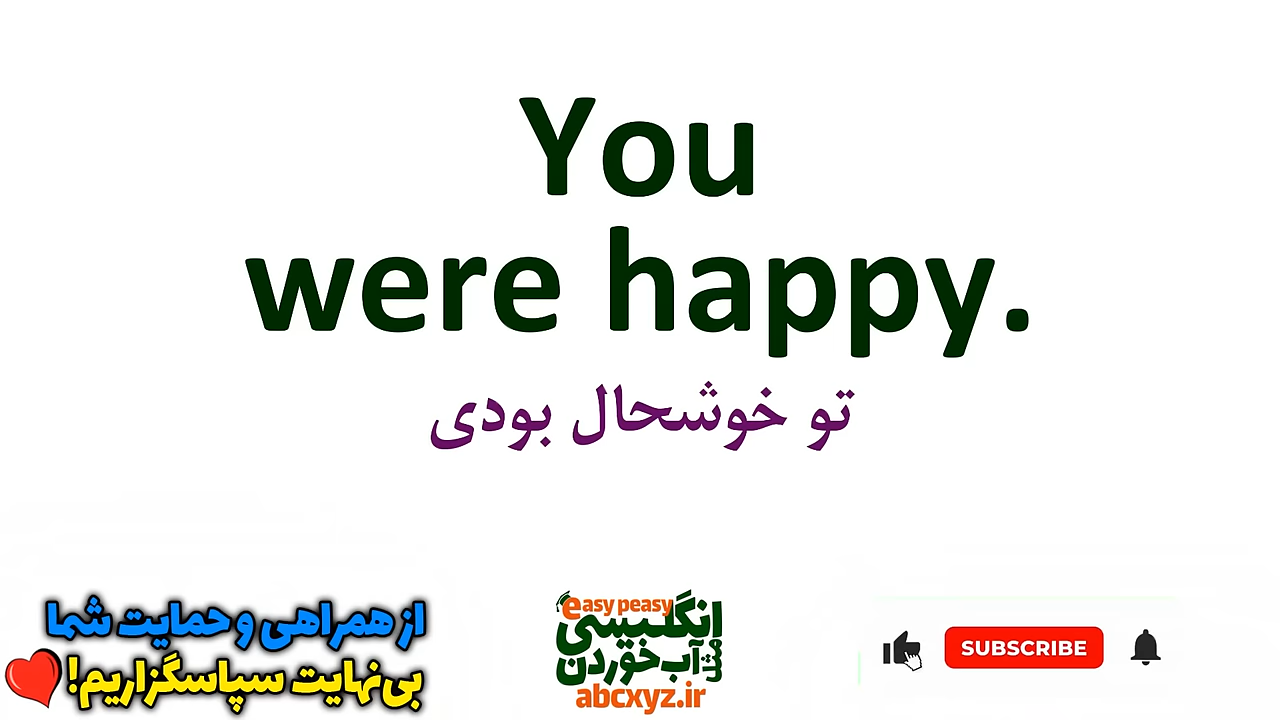 You
were happy.
تو خوشحال بودی
از همراهی و حمایت شما
بی‌نهایت سپاسگزاریم!
easy peasy
انگلیسی
مثل آب خوردن
abcxyz.ir
SUBSCRIBE